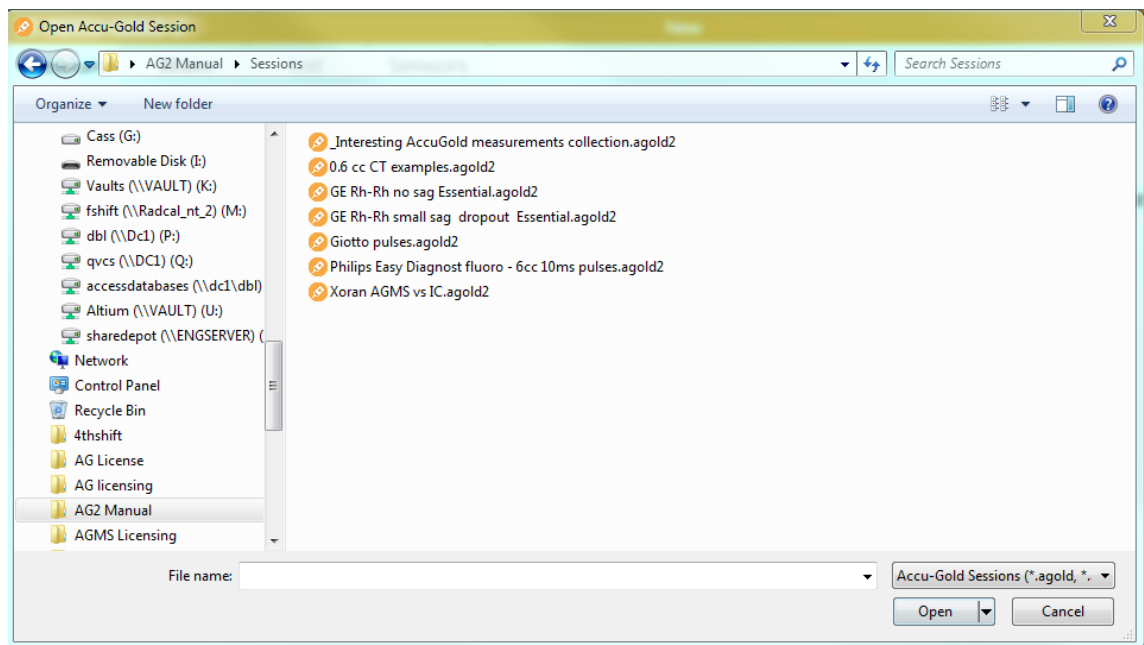 Open Accu-Gold Session
AG2 Manual Sessions
Search Sessions
Organize New folder
Cass (G:)
Removable Disk (I:)
Vaults (\\VAULT) (K:)
fshift (\\Radcal_nt_2) (M:)
dbl (\\Dc1) (P:)
qvcs (\\DC1) (Q:)
accessdatabases (\\dc1\dbl)
Altium (\\VAULT) (U:)
sharedepot (\\ENGSERVER) (
Network
Control Panel
Recycle Bin
4thshift
AG License
AG licensing
AG2 Manual
AGMS Licensing
_Interesting AccuGold measurements collection.agold2
0.6 cc CT examples.agold2
GE Rh-Rh no sag Essential.agold2
GE Rh-Rh small sag  dropout  Essential.agold2
Giotto pulses.agold2
Philips Easy Diagnost fluoro - 6cc 10ms pulses.agold2
Xoran AGMS vs IC.agold2
File name:
Accu-Gold Sessions (*.agold, *.
Open Cancel